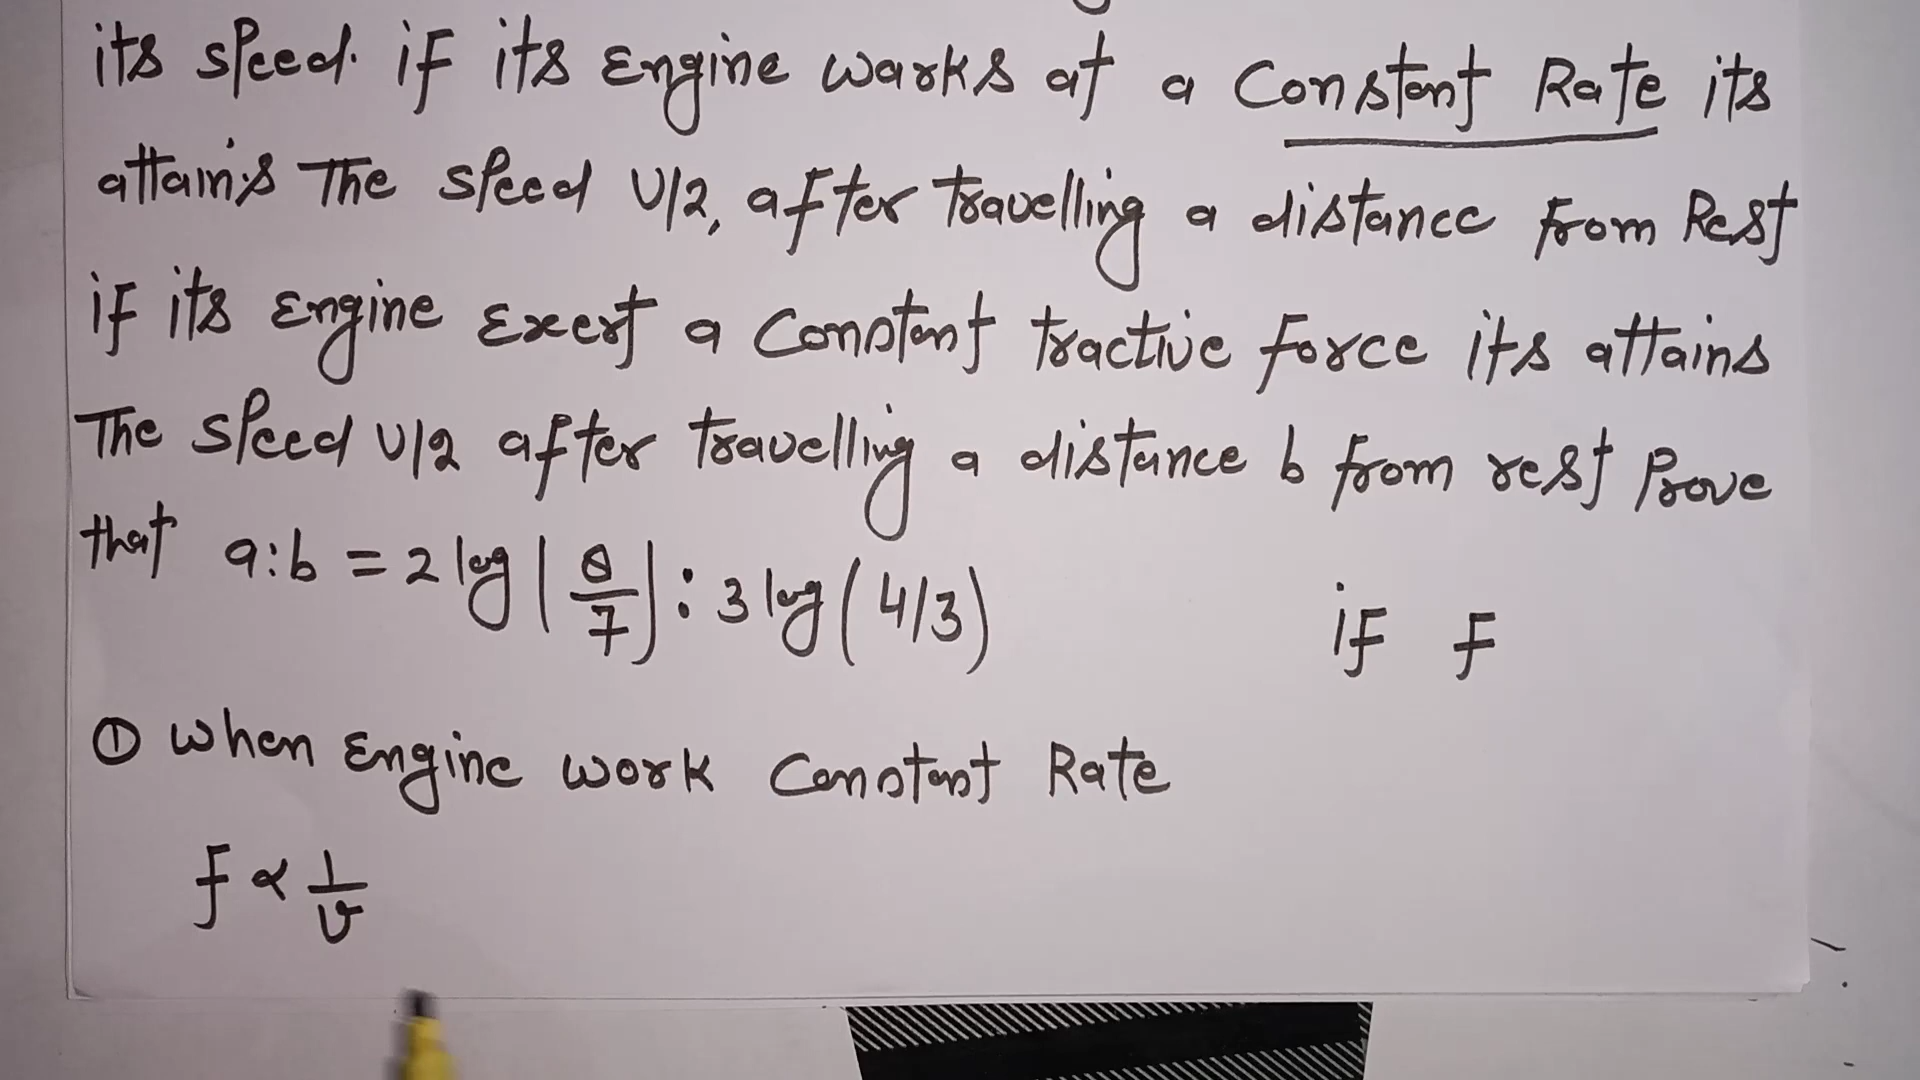 its speed. if its Engine works at a Constant Rate its
attains The speed U/2, after travelling a distance from Rest
if its Engine Exert a Constant tractive force its attains
The speed U/2 after travelling a distance b from rest Prove
that a:b = 2 log (8/7) : 3 log (4/3)
if F
① When Engine work Constant Rate
F ∝ 1/v